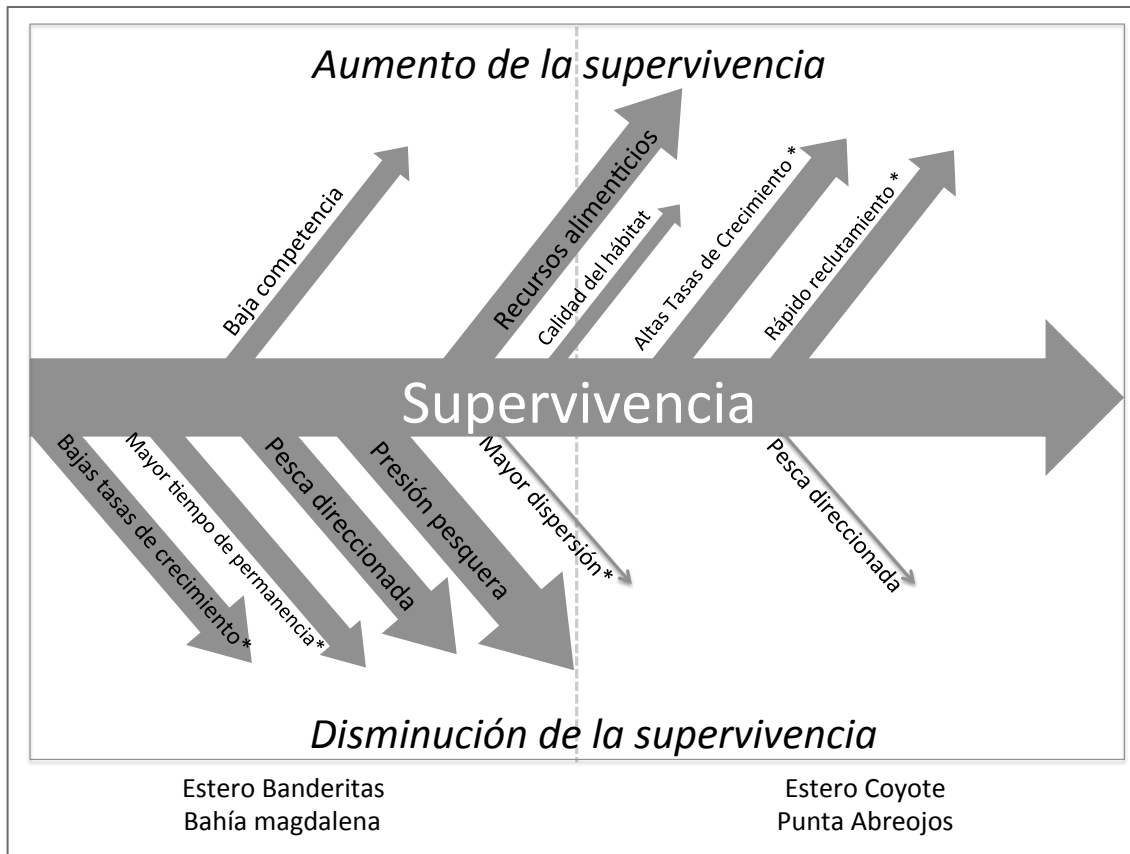 Aumento de la supervivencia
Baja competencia
Recursos alimenticios
Calidad del hábitat
Altas Tasas de Crecimiento *
Rápido reclutamiento *
Supervivencia
Bajas tasas de crecimiento *
Mayor tiempo de permanencia*
Pesca direccionada
Presión pesquera
Mayor dispersión*
Pesca direccionada
Disminución de la supervivencia
Estero Banderitas
Bahía magdalena
Estero Coyote
Punta Abreojos